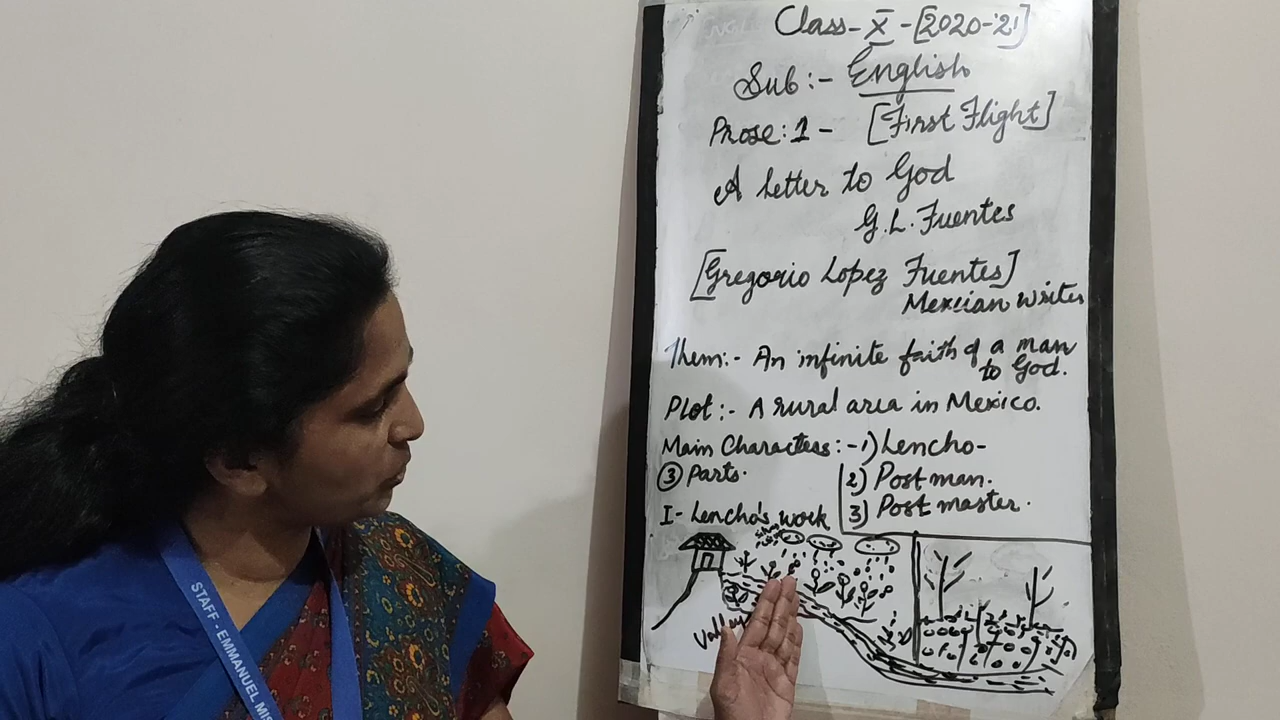 Class-X-[2020-'21]
Sub:- English
Prose:1- [First Flight]
A letter to God
G.L. Fuentes
[Gregorio Lopez Fuentes]
Mexcian writer
Them:- An infinite faith of a man
to God.
Plot:- A rural area in Mexico.
Main Characters:-1) Lencho-
③ Parts.
2) Post man.
3) Post master.
I- Lencho's work
Valley
STAFF - EMMANUEL MIS